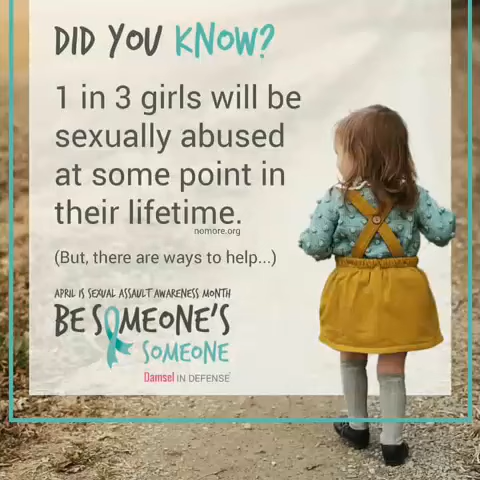 DID YOU KNOW?
1 in 3 girls will be
sexually abused
at some point in
their lifetime.
nomore.org
(But, there are ways to help...)
APRIL IS SEXUAL ASSAULT AWARENESS MONTH
BE SOMEONE'S
SOMEONE
Damsel IN DEFENSE